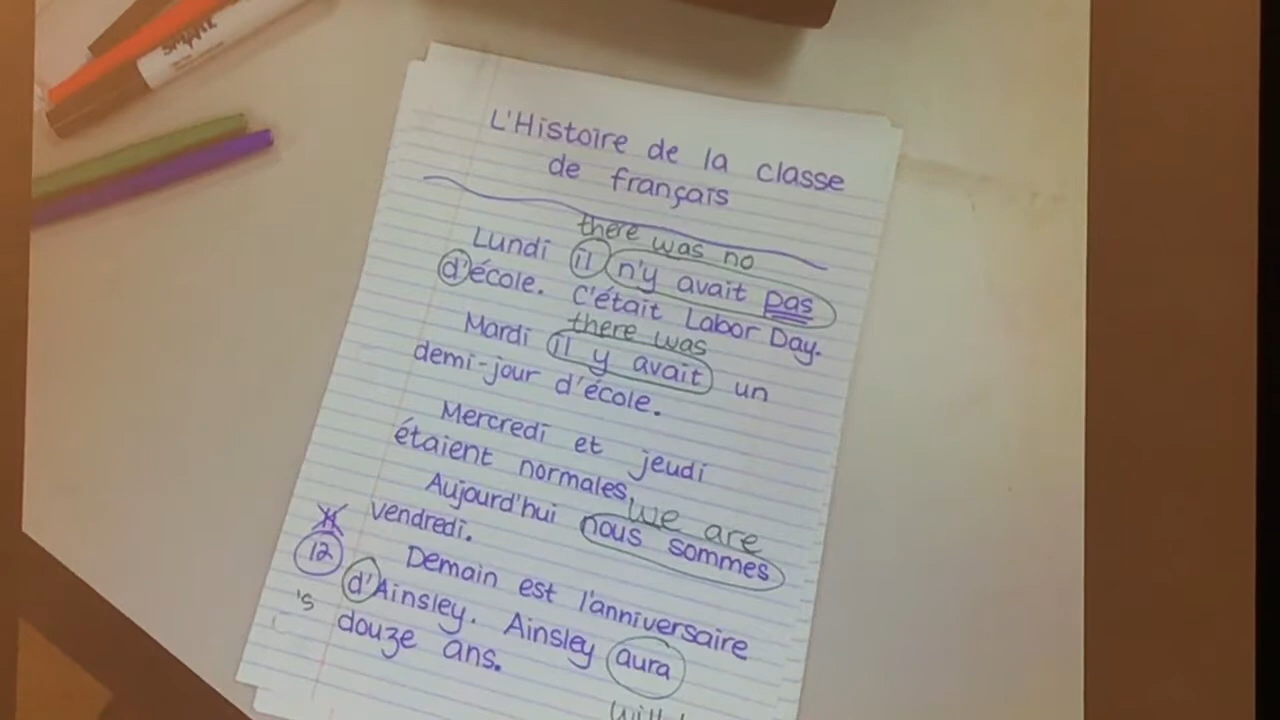 SMART
L'Histoire de la classe
de français
there was no
Lundi il n'y avait pas
d'école. C'était Labor Day.
there was
Mardi il y avait un
demi-jour d'école.
Mercredi et jeudi
étaient normales.
we are
Aujourd'hui nous sommes
vendredi.
12
Demain est l'anniversaire
's
d'Ainsley. Ainsley aura
douze ans.
will